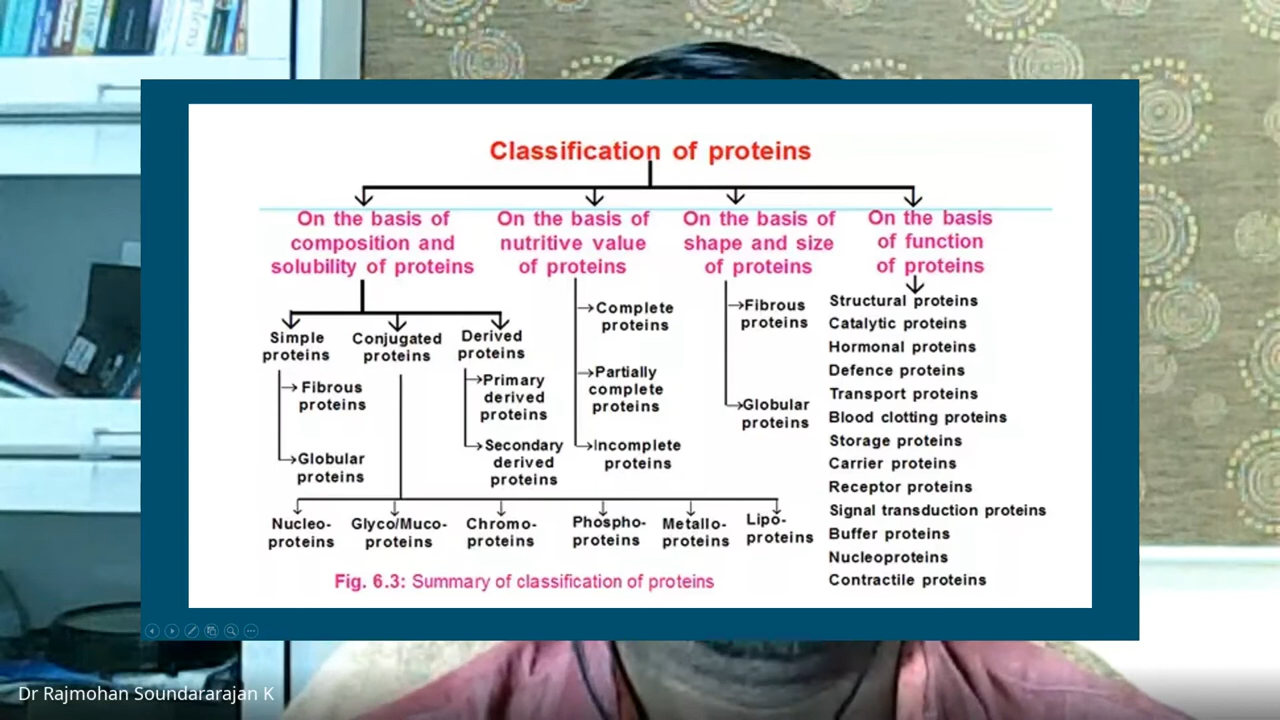 Classification of proteins
On the basis of
composition and
solubility of proteins
On the basis of
nutritive value
of proteins
On the basis of
shape and size
of proteins
On the basis
of function
of proteins
Simple
proteins
Conjugated
proteins
Derived
proteins
Fibrous
proteins
Globular
proteins
Primary
derived
proteins
Secondary
derived
proteins
Nucleo-
proteins
Glyco/Muco-
proteins
Chromo-
proteins
Phospho-
proteins
Metallo-
proteins
Lipo-
proteins
Complete
proteins
Partially
complete
proteins
Incomplete
proteins
Fibrous
proteins
Globular
proteins
Structural proteins
Catalytic proteins
Hormonal proteins
Defence proteins
Transport proteins
Blood clotting proteins
Storage proteins
Carrier proteins
Receptor proteins
Signal transduction proteins
Buffer proteins
Nucleoproteins
Contractile proteins
Fig. 6.3: Summary of classification of proteins
Dr Rajmohan Soundararajan K